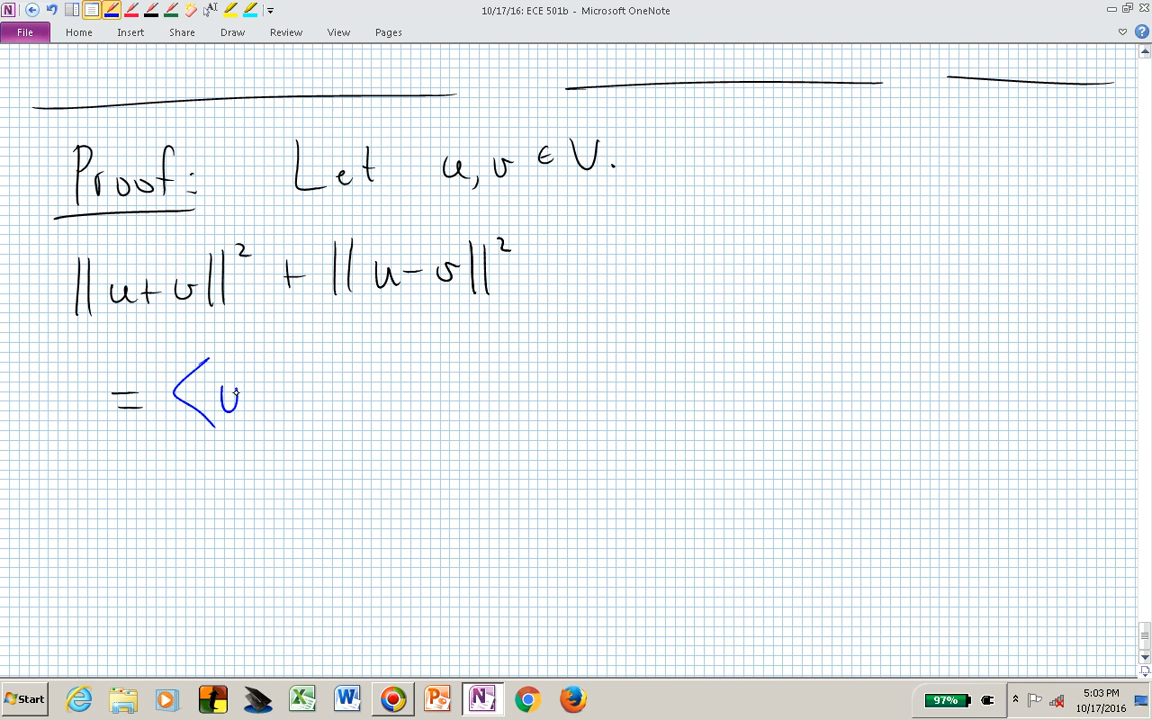 10/17/16: ECE 501b - Microsoft OneNote
File Home Insert Share Draw Review View Pages
Proof: Let u, v ∈ V.
||u+v||² + ||u-v||²
= <u
Start 97% 5:03 PM
10/17/2016